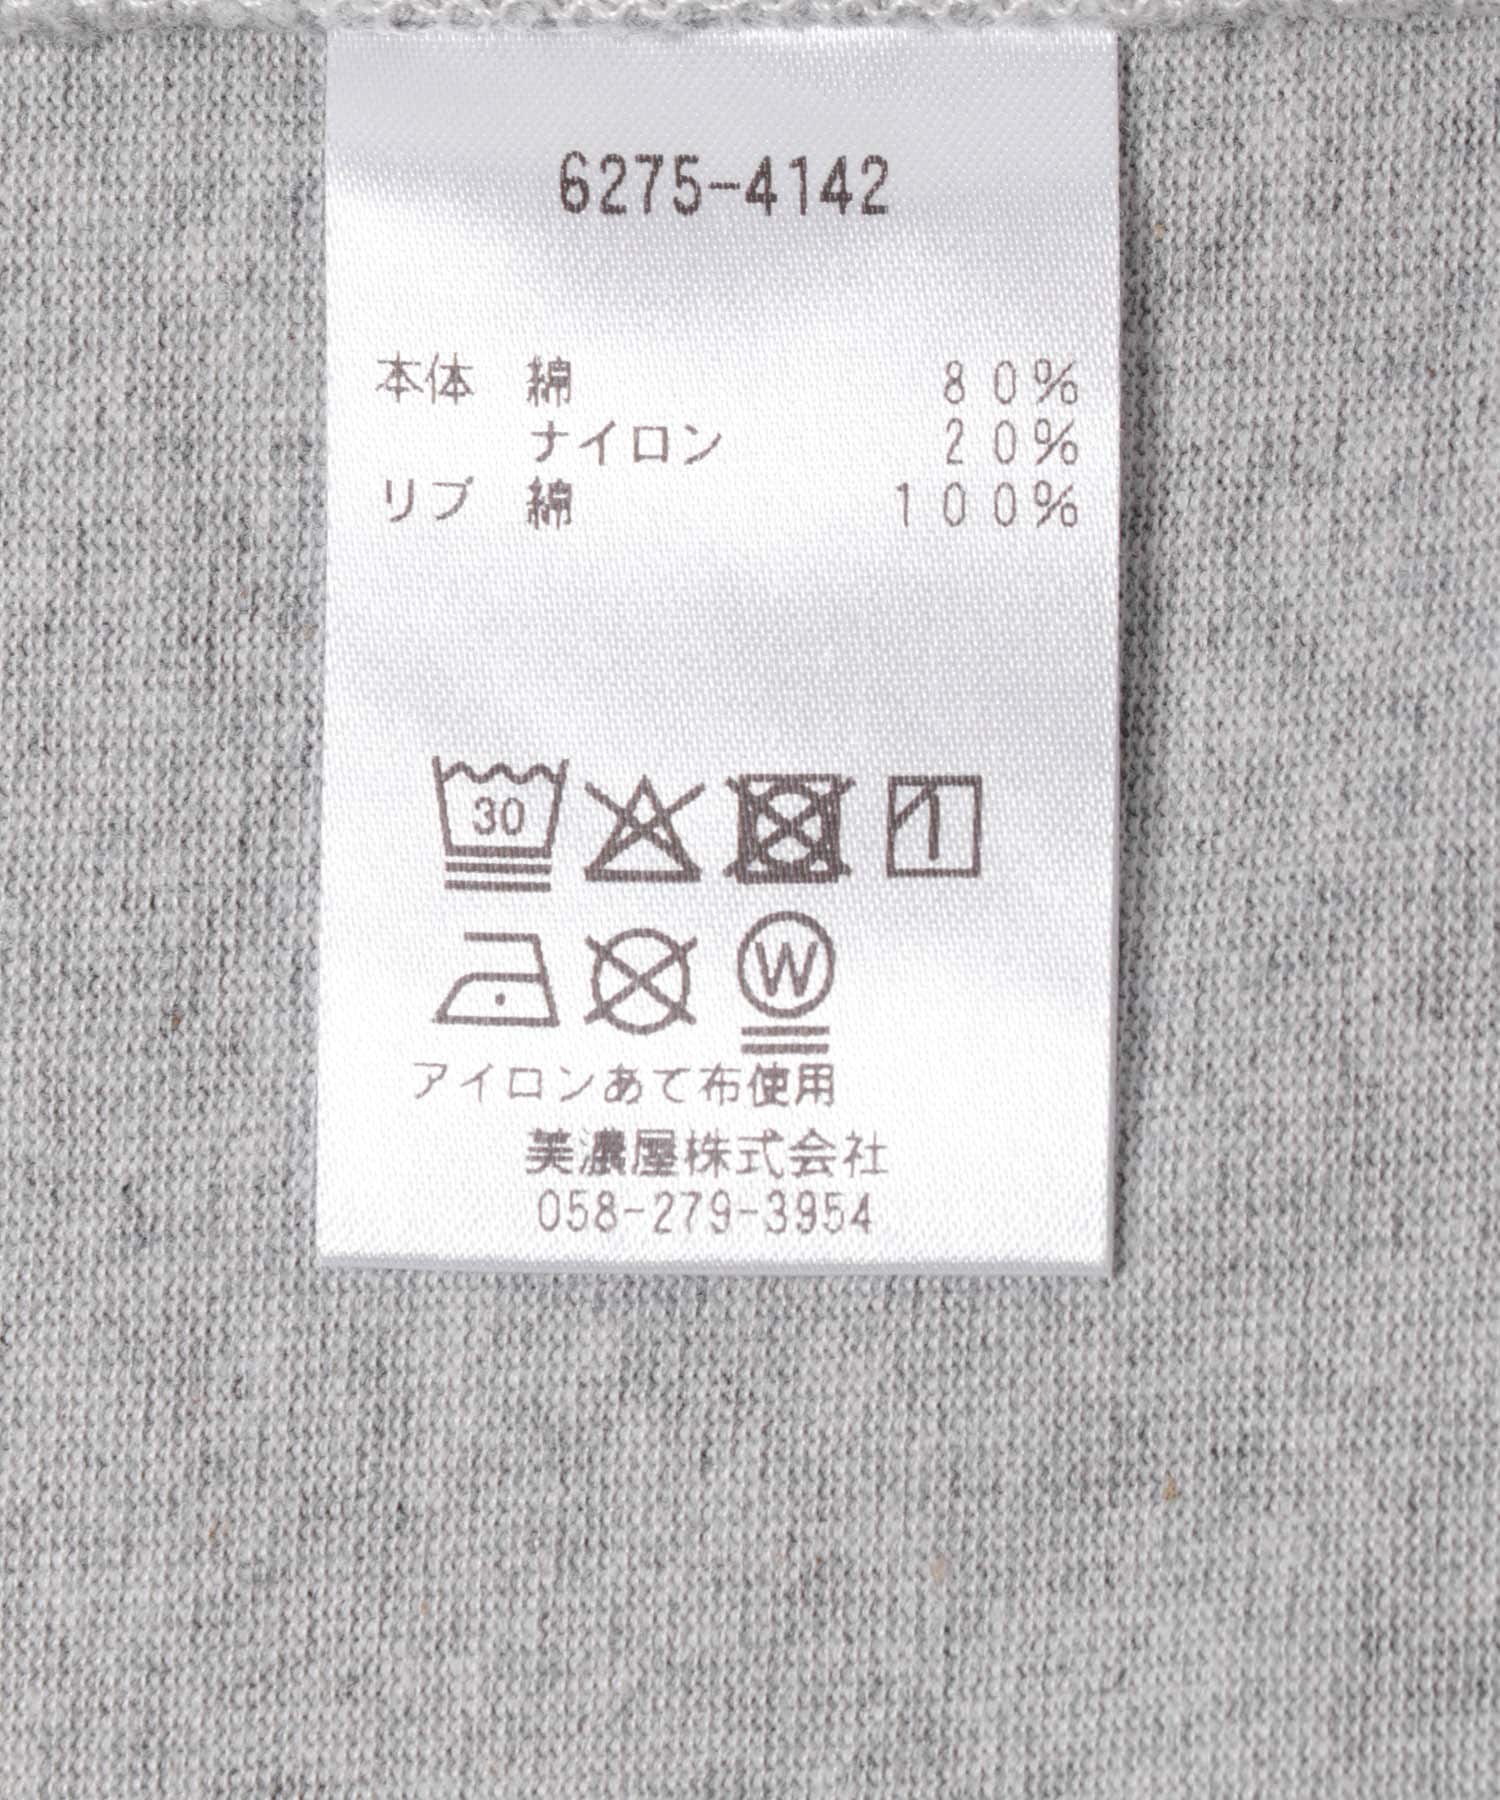 6275-4142
本体 綿 80%
ナイロン 20%
リブ 綿 100%
30
W
アイロンあて布使用
美濃屋株式会社
058-279-3954